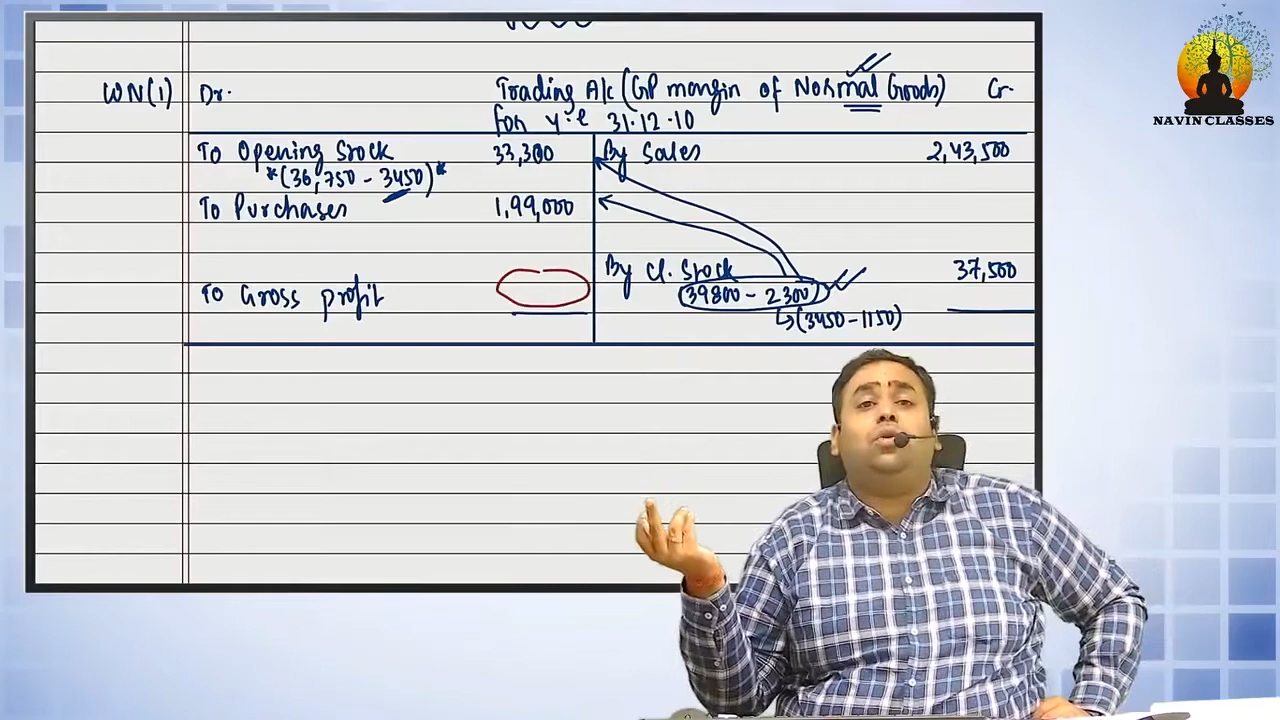 WN(1) Dr. Trading A/c (GP margin of Normal Goods) Cr.
for y.e 31.12.10
To Opening Stock 33,300 By Sales 2,43,500
*(36,750 - 3450)*
To Purchases 1,99,000
By Cl. Stock 37,500
To Gross profit (39800 - 2300)
↳(3450-1150)
NAVIN CLASSES